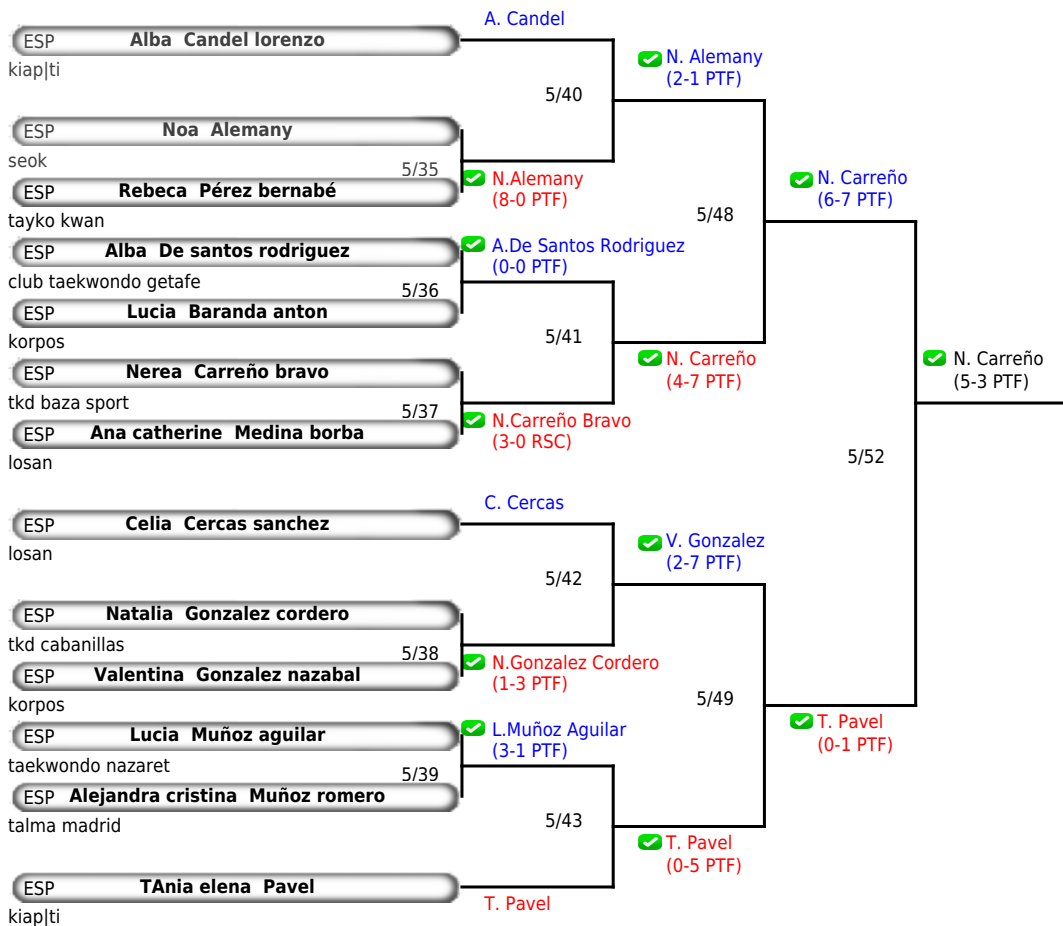 A. Candel
ESP Alba Candel lorenzo
kiap|ti
N. Alemany
(2-1 PTF)
5/40
ESP Noa Alemany
seok
5/35
N.Alemany
(8-0 PTF)
ESP Rebeca Pérez bernabé
tayko kwan
N. Carreño
(6-7 PTF)
5/48
ESP Alba De santos rodriguez
club taekwondo getafe
A.De Santos Rodriguez
(0-0 PTF)
5/36
ESP Lucia Baranda anton
korpos
5/41
N. Carreño
(4-7 PTF)
N. Carreño
(5-3 PTF)
ESP Nerea Carreño bravo
tkd baza sport
5/37
N.Carreño Bravo
(3-0 RSC)
ESP Ana catherine Medina borba
losan
5/52
C. Cercas
ESP Celia Cercas sanchez
losan
V. Gonzalez
(2-7 PTF)
5/42
ESP Natalia Gonzalez cordero
tkd cabanillas
5/38
N.Gonzalez Cordero
(1-3 PTF)
ESP Valentina Gonzalez nazabal
korpos
5/49
T. Pavel
(0-1 PTF)
ESP Lucia Muñoz aguilar
taekwondo nazaret
L.Muñoz Aguilar
(3-1 PTF)
5/39
ESP Alejandra cristina Muñoz romero
talma madrid
5/43
T. Pavel
(0-5 PTF)
ESP TAnia elena Pavel
kiap|ti
T. Pavel